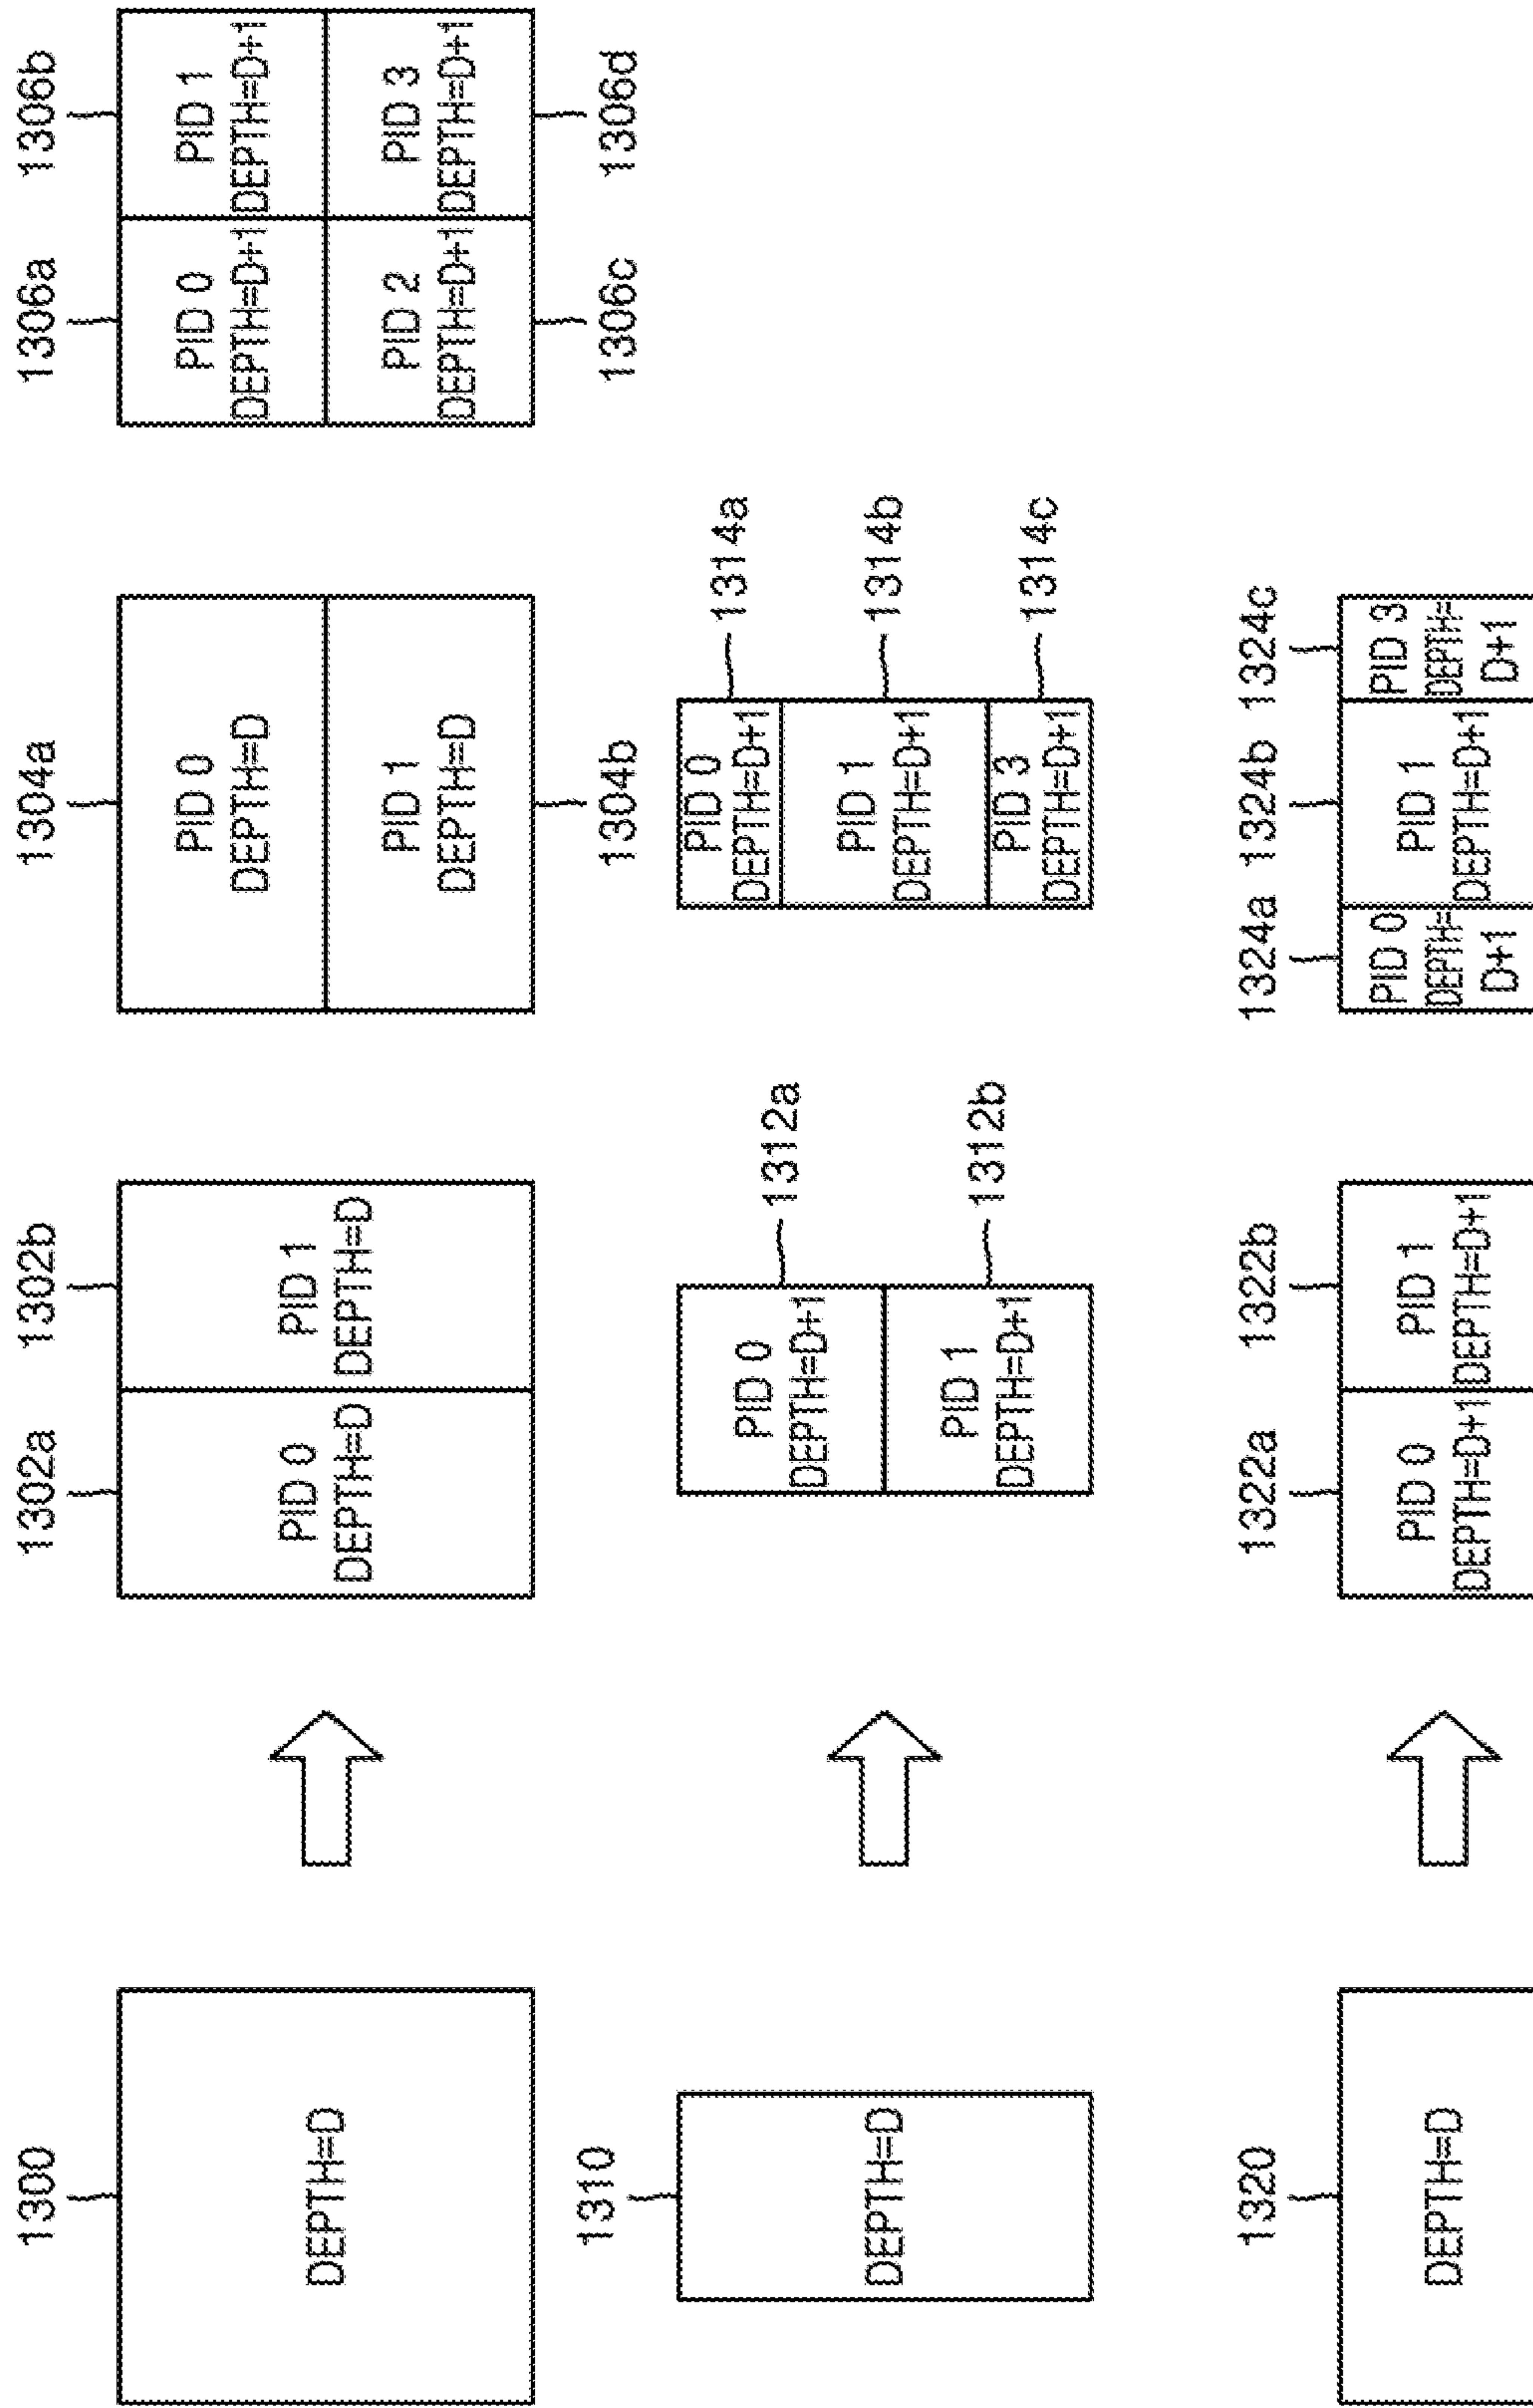 1300
DEPTH=D
1302a
1302b
PID 0
DEPTH=D
PID 1
DEPTH=D
1304a
PID 0
DEPTH=D
PID 1
DEPTH=D
1304b
1306a
1306b
PID 0
DEPTH=D+1
PID 1
DEPTH=D+1
PID 2
DEPTH=D+1
PID 3
DEPTH=D+1
1306c
1306d
1310
DEPTH=D
PID 0
DEPTH=D+1
1312a
PID 1
DEPTH=D+1
1312b
PID 0
DEPTH=D+1
1314a
PID 1
DEPTH=D+1
1314b
PID 3
DEPTH=D+1
1314c
1320
DEPTH=D
1322a
1322b
PID 0
DEPTH=D+1
PID 1
DEPTH=D+1
1324a
1324b
1324c
PID 0
DEPTH=
D+1
PID 1
DEPTH=D+1
PID 3
DEPTH=
D+1